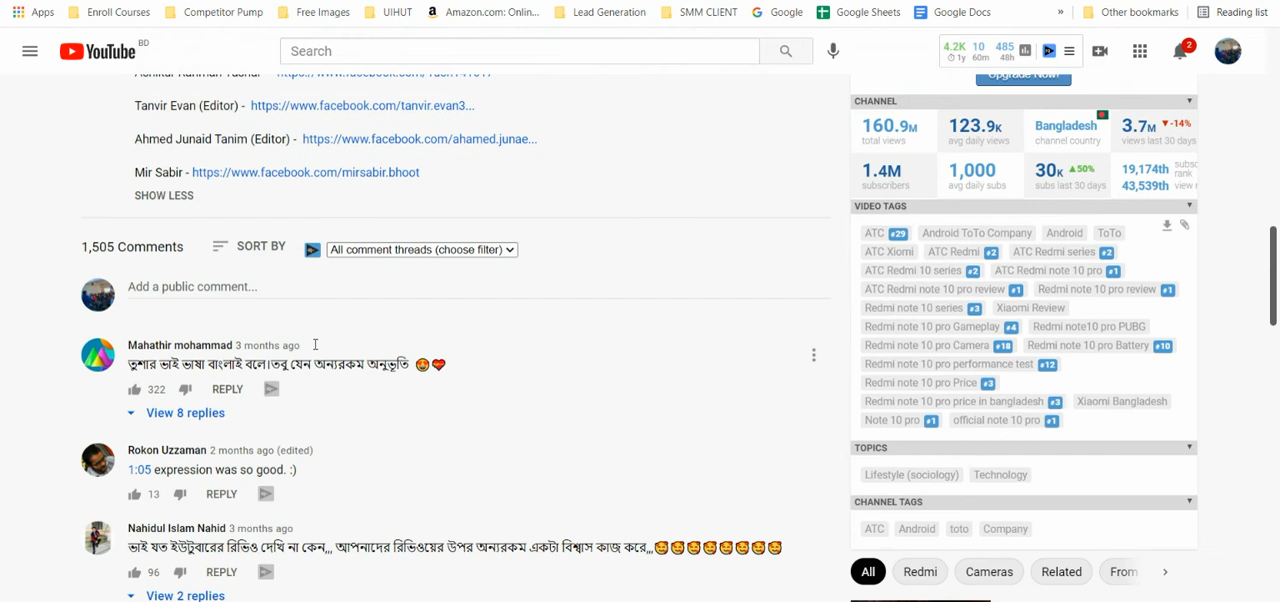 Apps Enroll Courses Competitor Pump Free Images UIHUT Amazon.com: Onlin... Lead Generation SMM CLIENT Google Google Sheets Google Docs » Other bookmarks Reading list
YouTube BD Search 4.2K 10 485 1y 60m 48h 2
Tanvir Evan (Editor) - https://www.facebook.com/tanvir.evan3...
Ahmed Junaid Tanim (Editor) - https://www.facebook.com/ahamed.junae...
Mir Sabir - https://www.facebook.com/mirsabir.bhoot
SHOW LESS
1,505 Comments SORT BY All comment threads (choose filter)
Add a public comment...
Mahathir mohammad 3 months ago
তুশার ভাই ভাষা বাংলাই বলে।তবু যেন অন্যরকম অনুভূতি 😍💝
322 REPLY
View 8 replies
Rokon Uzzaman 2 months ago (edited)
1:05 expression was so good. :)
13 REPLY
Nahidul Islam Nahid 3 months ago
ভাই যত ইউটুবারের রিভিও দেখি না কেন,,, আপনাদের রিভিওয়ের উপর অন্যরকম একটা বিশ্বাস কাজ করে,,,🥰🥰🥰🥰🥰🥰🥰🥰
96 REPLY
View 2 replies
Upgrade Now!
CHANNEL
160.9M 123.9K Bangladesh 3.7M -14%
total views avg daily views channel country views last 30 days
1.4M 1,000 30K 50% 19,174th subsc rank
subscribers avg daily subs subs last 30 days 43,539th view
VIDEO TAGS
ATC #29 Android ToTo Company Android ToTo
ATC Xiomi ATC Redmi #2 ATC Redmi series #2
ATC Redmi 10 series #2 ATC Redmi note 10 pro #1
ATC Redmi note 10 pro review #1 Redmi note 10 pro review #1
Redmi note 10 series #3 Xiaomi Review
Redmi note 10 pro Gameplay #4 Redmi note10 pro PUBG
Redmi note 10 pro Camera #18 Redmi note 10 pro Battery #10
Redmi note 10 pro performance test #12
Redmi note 10 pro Price #3
Redmi note 10 pro price in bangladesh #3 Xiaomi Bangladesh
Note 10 pro #1 official note 10 pro #1
TOPICS
Lifestyle (sociology) Technology
CHANNEL TAGS
ATC Android toto Company
All Redmi Cameras Related From